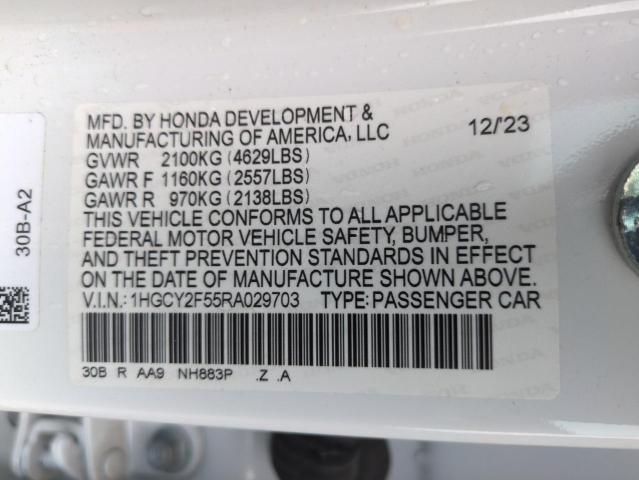 MFD. BY HONDA DEVELOPMENT &
MANUFACTURING OF AMERICA, LLC 12/'23
GVWR 2100KG (4629LBS)
GAWR F 1160KG (2557LBS)
GAWR R 970KG (2138LBS)
THIS VEHICLE CONFORMS TO ALL APPLICABLE
FEDERAL MOTOR VEHICLE SAFETY, BUMPER,
AND THEFT PREVENTION STANDARDS IN EFFECT
ON THE DATE OF MANUFACTURE SHOWN ABOVE.
V.I.N.: 1HGCY2F55RA029703 TYPE: PASSENGER CAR
30B R AA9 NH883P .Z .A
30B-A2